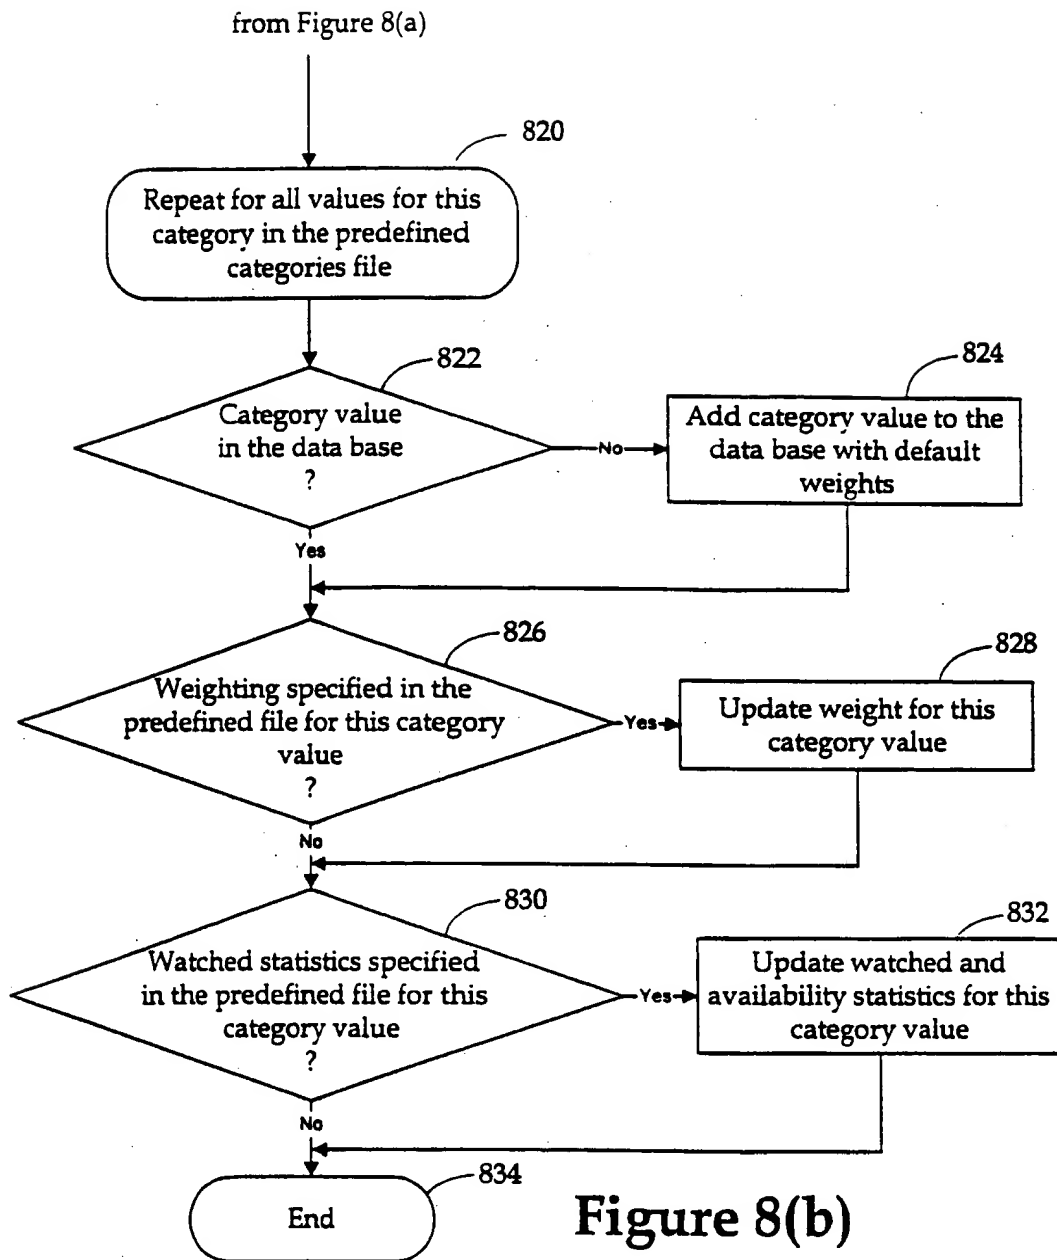 from Figure 8(a)
820
Repeat for all values for this
category in the predefined
categories file
822
Category value
in the data base
?
No
824
Add category value to the
data base with default
weights
Yes
826
Weighting specified in the
predefined file for this category
value
?
Yes
828
Update weight for this
category value
No
830
Watched statistics specified
in the predefined file for this
category value
?
Yes
832
Update watched and
availability statistics for this
category value
No
834
End
Figure 8(b)